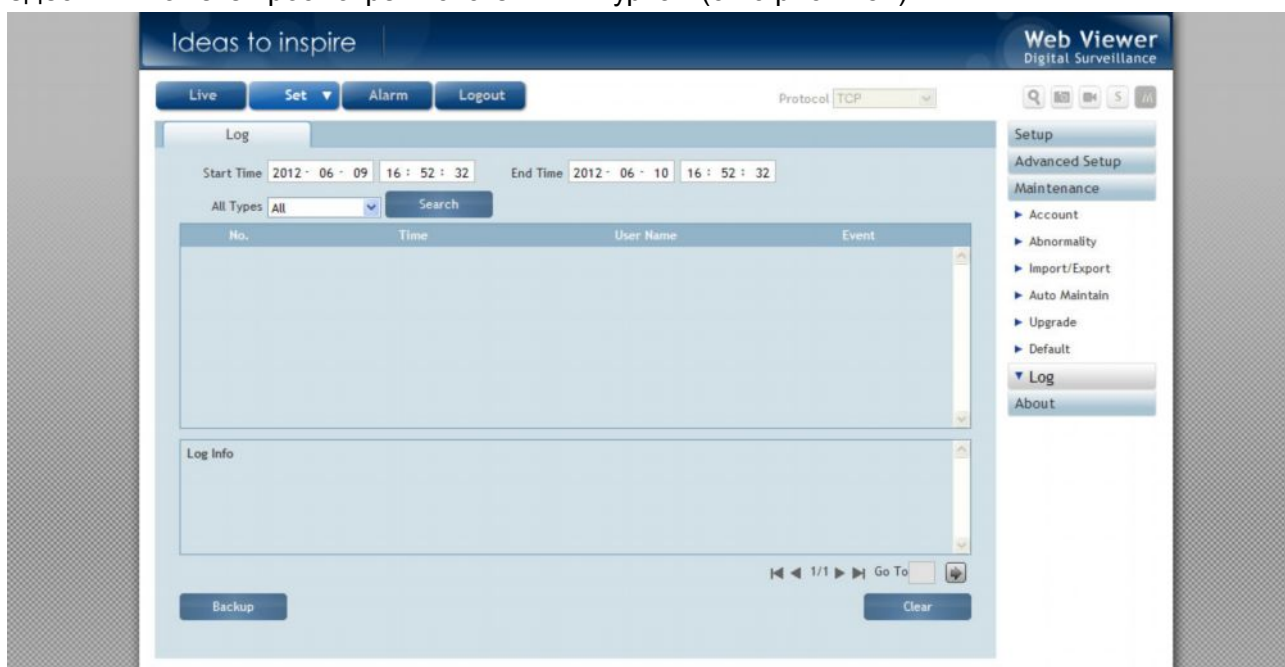 Ideas to inspire
Web Viewer
Digital Surveillance
Live Set Alarm Logout Protocol TCP
S
Log
Start Time 2012 - 06 - 09 16 : 52 : 32 End Time 2012 - 06 - 10 16 : 52 : 32
All Types All Search
No. Time User Name Event
Log Info
1/1 Go To
Backup Clear
Setup
Advanced Setup
Maintenance
Account
Abnormality
Import/Export
Auto Maintain
Upgrade
Default
Log
About